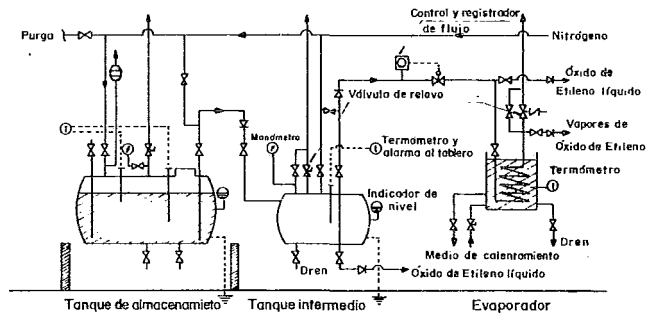 Control y registrador
de flujo
Purga
Nitrógeno
Óxido de
Etileno líquido
Válvula de relevo
Manómetro
Termometro y
alarma al tablero
Vapores de
Óxido de Etileno
Termómetro
Indicador de
nivel
Dren
Medio de calentamiento
Dren
Óxido de Etileno líquido
Tanque de almacenamieto
Tanque intermedio
Evaporador